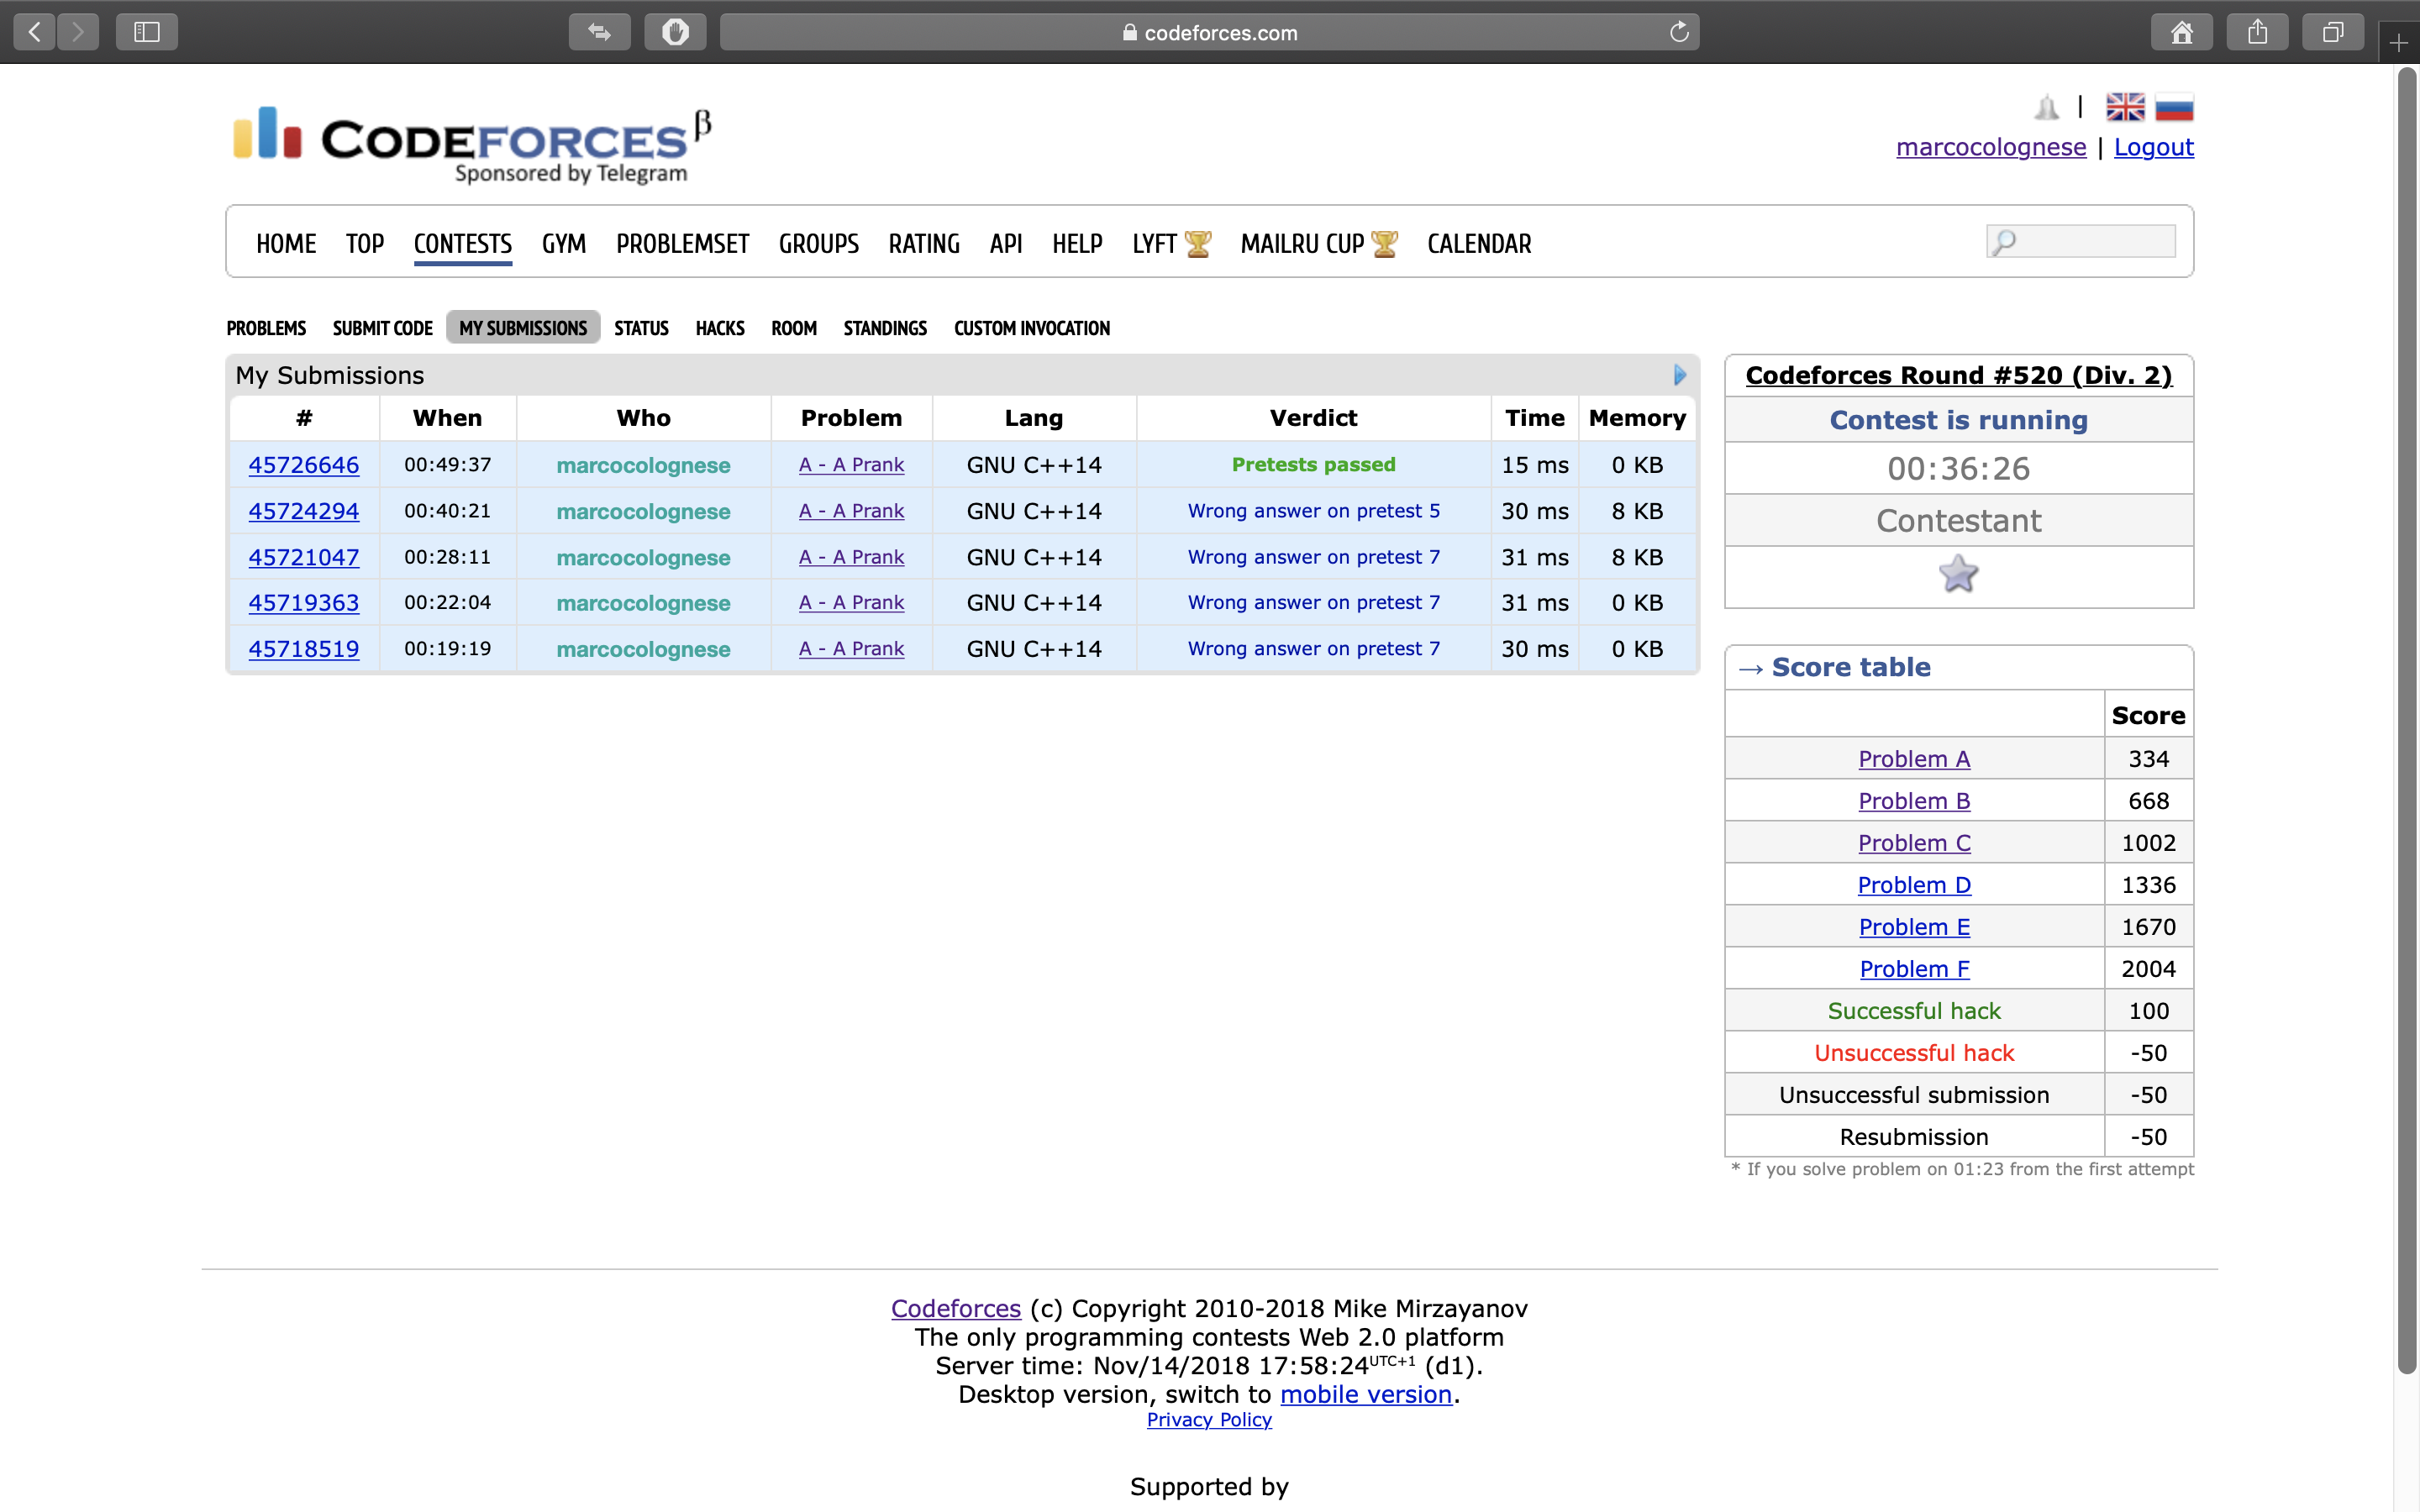 codeforces.com
CODEFORCES β
Sponsored by Telegram
|
marcocolognese | Logout
HOME TOP CONTESTS GYM PROBLEMSET GROUPS RATING API HELP LYFT MAILRU CUP CALENDAR
PROBLEMS SUBMIT CODE MY SUBMISSIONS STATUS HACKS ROOM STANDINGS CUSTOM INVOCATION
My Submissions
# When Who Problem Lang Verdict Time Memory
45726646 00:49:37 marcocolognese A - A Prank GNU C++14 Pretests passed 15 ms 0 KB
45724294 00:40:21 marcocolognese A - A Prank GNU C++14 Wrong answer on pretest 5 30 ms 8 KB
45721047 00:28:11 marcocolognese A - A Prank GNU C++14 Wrong answer on pretest 7 31 ms 8 KB
45719363 00:22:04 marcocolognese A - A Prank GNU C++14 Wrong answer on pretest 7 31 ms 0 KB
45718519 00:19:19 marcocolognese A - A Prank GNU C++14 Wrong answer on pretest 7 30 ms 0 KB
Codeforces Round #520 (Div. 2)
Contest is running
00:36:26
Contestant
→ Score table
Score
Problem A 334
Problem B 668
Problem C 1002
Problem D 1336
Problem E 1670
Problem F 2004
Successful hack 100
Unsuccessful hack -50
Unsuccessful submission -50
Resubmission -50
* If you solve problem on 01:23 from the first attempt
Codeforces (c) Copyright 2010-2018 Mike Mirzayanov
The only programming contests Web 2.0 platform
Server time: Nov/14/2018 17:58:24UTC+1 (d1).
Desktop version, switch to mobile version.
Privacy Policy
Supported by